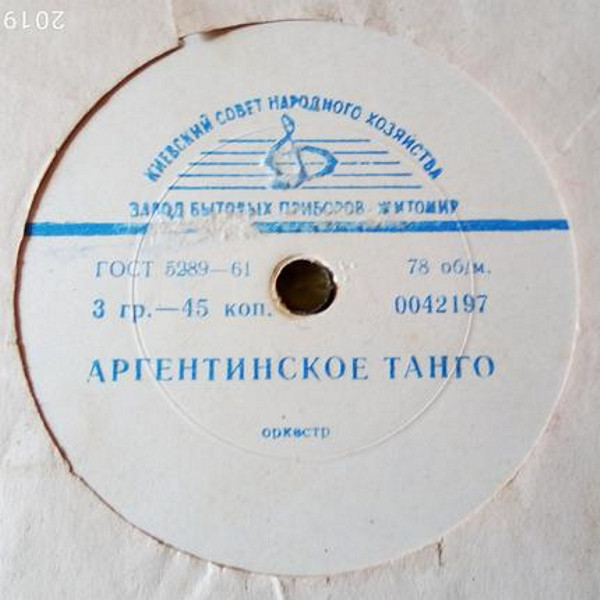 2019
КИЕВСКИЙ СОВЕТ НАРОДНОГО ХОЗЯЙСТВА
ЗАВОД БЫТОВЫХ ПРИБОРОВ ЖИТОМИР
ГОСТ 5289—61
78 об/м.
3 гр.—45 коп.
0042197
АРГЕНТИНСКОЕ ТАНГО
оркестр